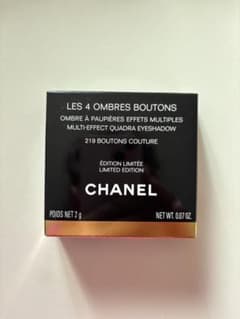 LES 4 OMBRES BOUTONS
OMBRE À PAUPIÈRES EFFETS MULTIPLES
MULTI-EFFECT QUADRA EYESHADOW
219 BOUTONS COUTURE
ÉDITION LIMITÉE
LIMITED EDITION
CHANEL
POIDS NET 2 g NET WT. 0.07 OZ.